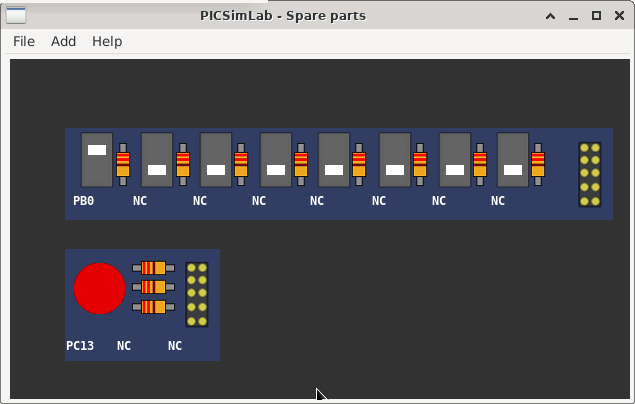 PICSimLab - Spare parts
File Add Help
PB0 NC NC NC NC NC NC NC
PC13 NC NC